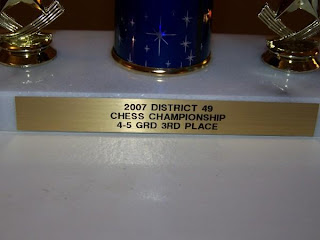 2007 DISTRICT 49
CHESS CHAMPIONSHIP
4-5 GRD 3RD PLACE